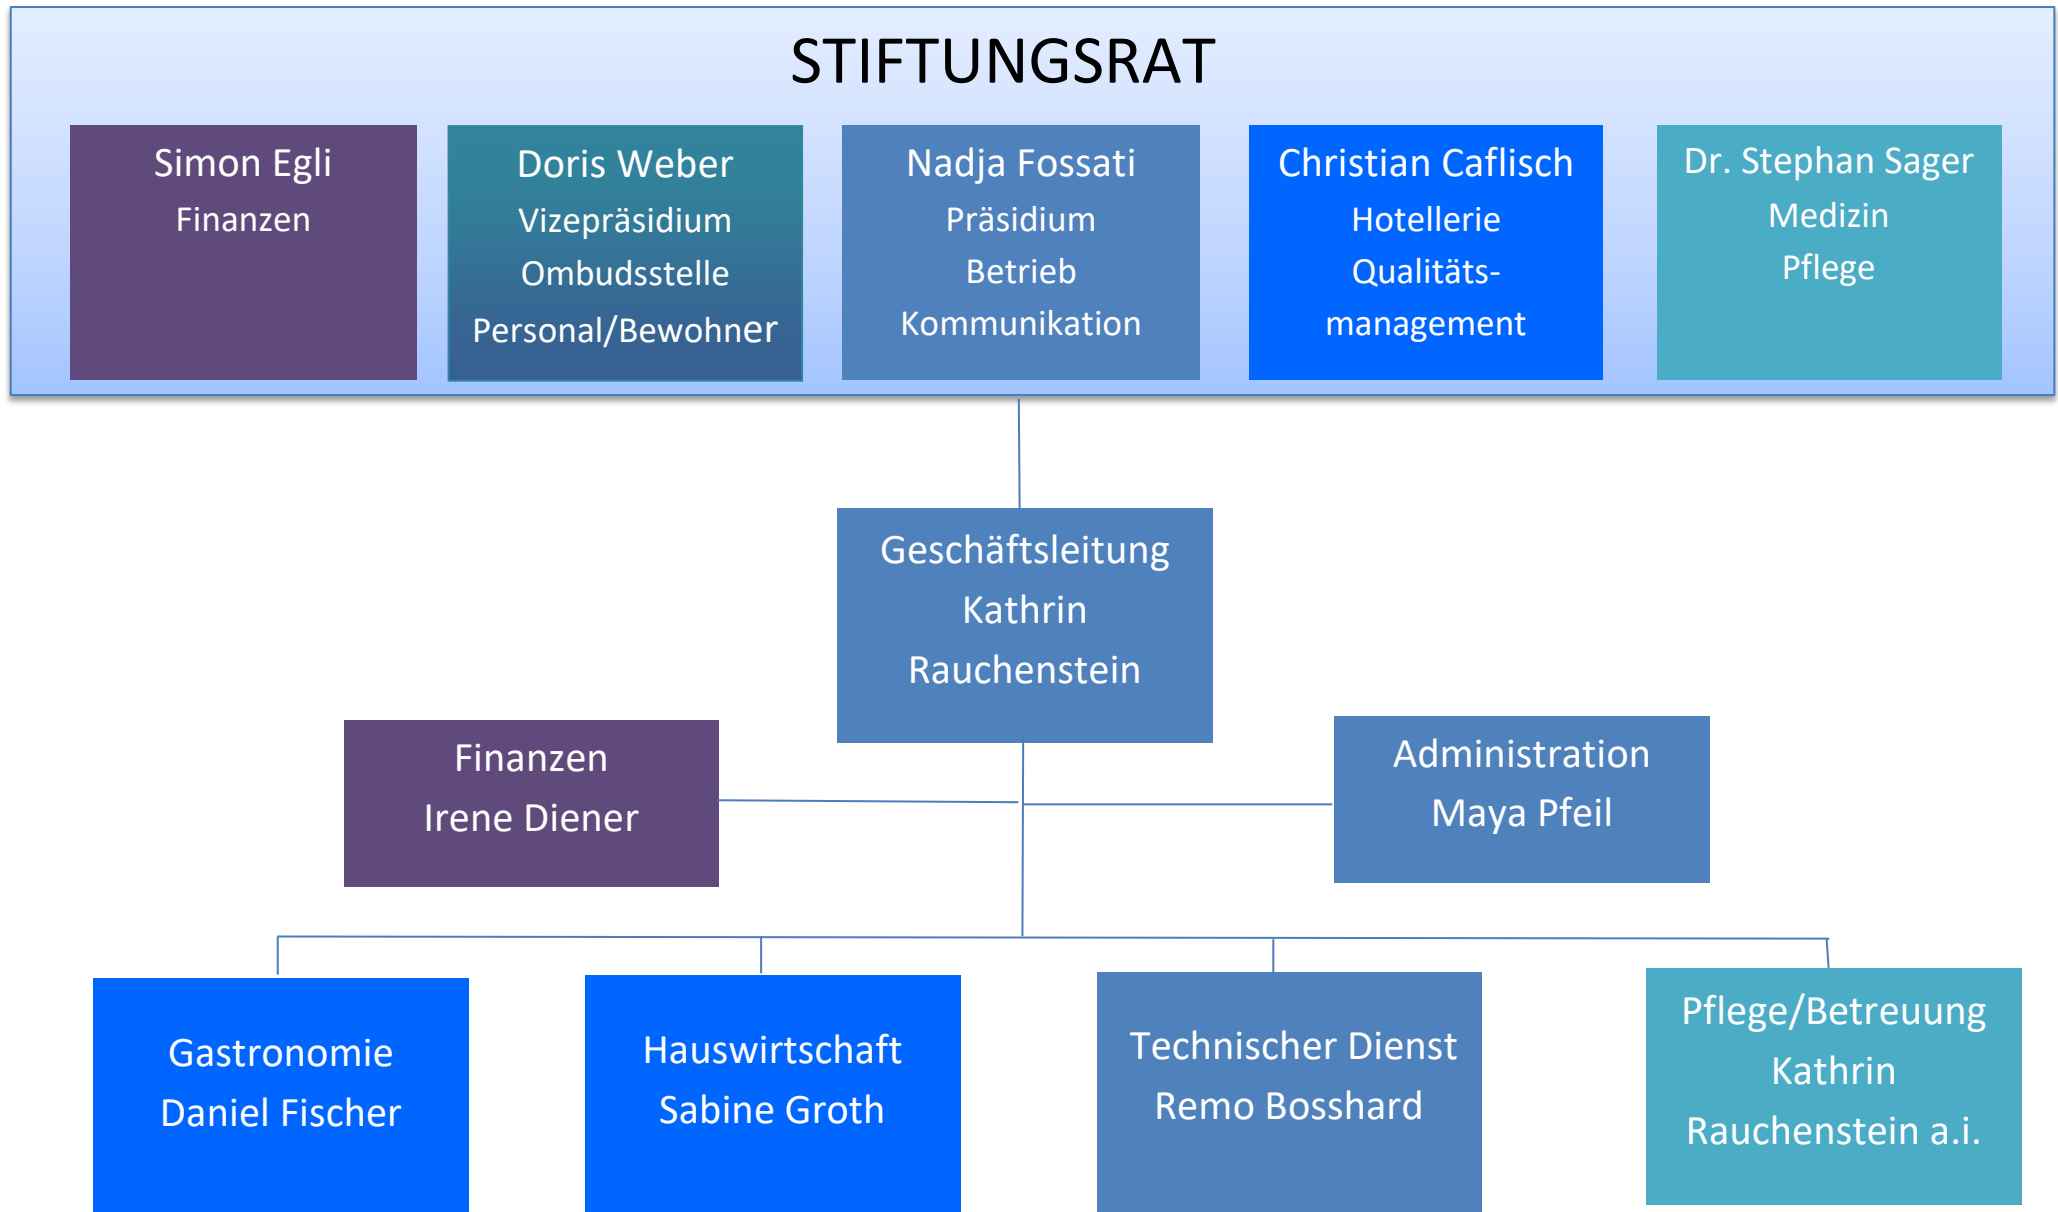 STIFTUNGSRAT
Simon Egli
Finanzen
Doris Weber
Vizepräsidium
Ombudsstelle
Personal/Bewohner
Nadja Fossati
Präsidium
Betrieb
Kommunikation
Christian Caflisch
Hotellerie
Qualitäts-
management
Dr. Stephan Sager
Medizin
Pflege
Geschäftsleitung
Kathrin
Rauchenstein
Finanzen
Irene Diener
Administration
Maya Pfeil
Gastronomie
Daniel Fischer
Hauswirtschaft
Sabine Groth
Technischer Dienst
Remo Bosshard
Pflege/Betreuung
Kathrin
Rauchenstein a.i.